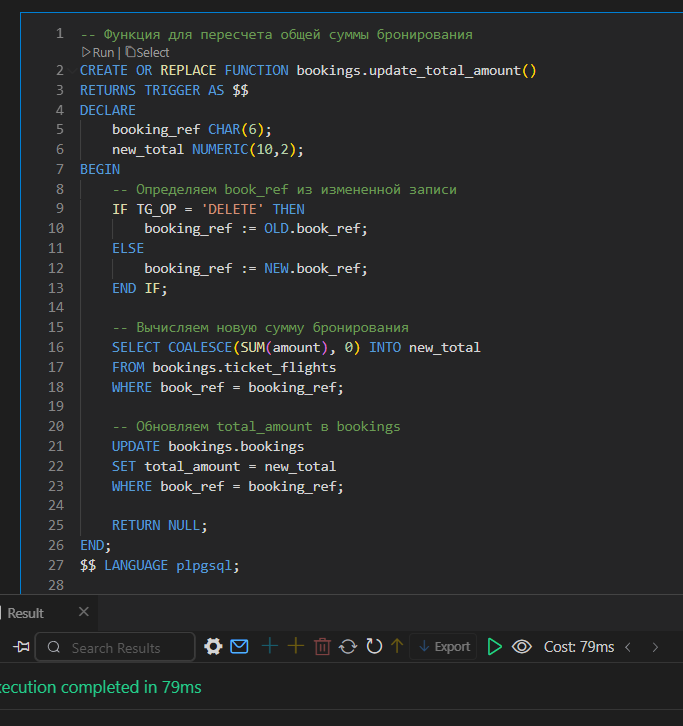 1 -- Функция для пересчета общей суммы бронирования
Run | Select
2 CREATE OR REPLACE FUNCTION bookings.update_total_amount()
3 RETURNS TRIGGER AS $$
4 DECLARE
5     booking_ref CHAR(6);
6     new_total NUMERIC(10,2);
7 BEGIN
8     -- Определяем book_ref из измененной записи
9     IF TG_OP = 'DELETE' THEN
10         booking_ref := OLD.book_ref;
11     ELSE
12         booking_ref := NEW.book_ref;
13     END IF;
14
15     -- Вычисляем новую сумму бронирования
16     SELECT COALESCE(SUM(amount), 0) INTO new_total
17     FROM bookings.ticket_flights
18     WHERE book_ref = booking_ref;
19
20     -- Обновляем total_amount в bookings
21     UPDATE bookings.bookings
22     SET total_amount = new_total
23     WHERE book_ref = booking_ref;
24
25     RETURN NULL;
26 END;
27 $$ LANGUAGE plpgsql;
28
Result
Search Results Export Cost: 79ms
ecution completed in 79ms